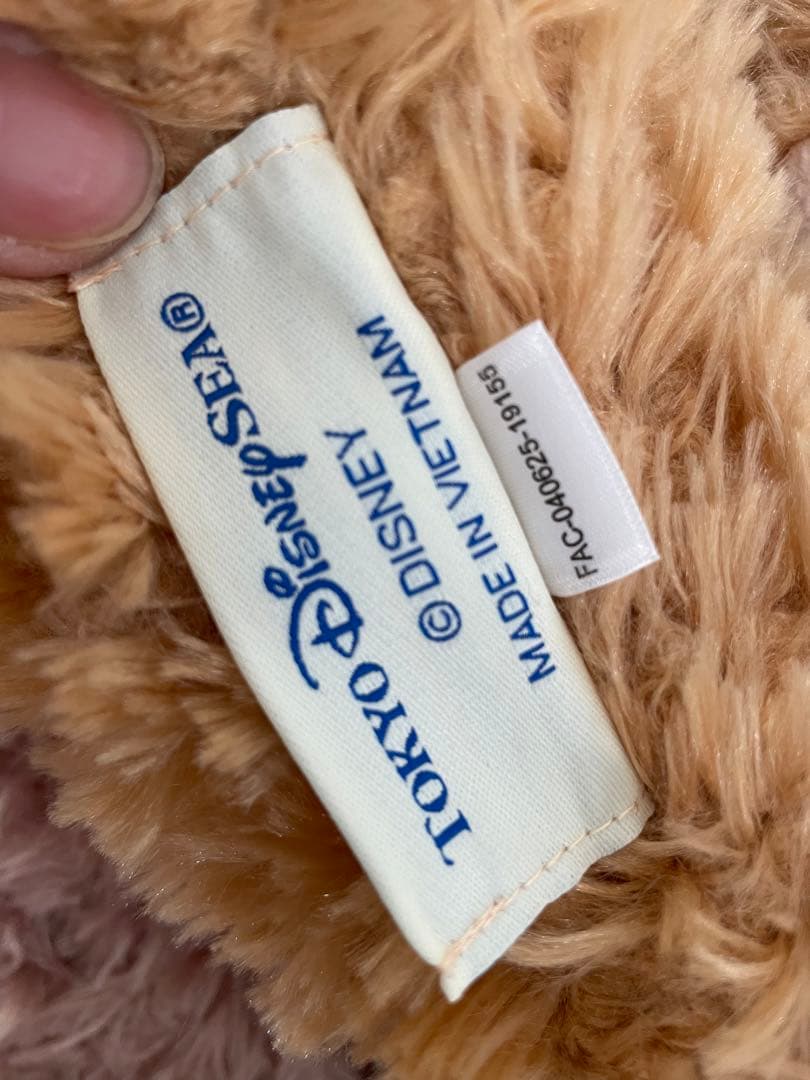 TOKYO DISNEYSEA®
© DISNEY
MADE IN VIETNAM
FAC-040625-19155